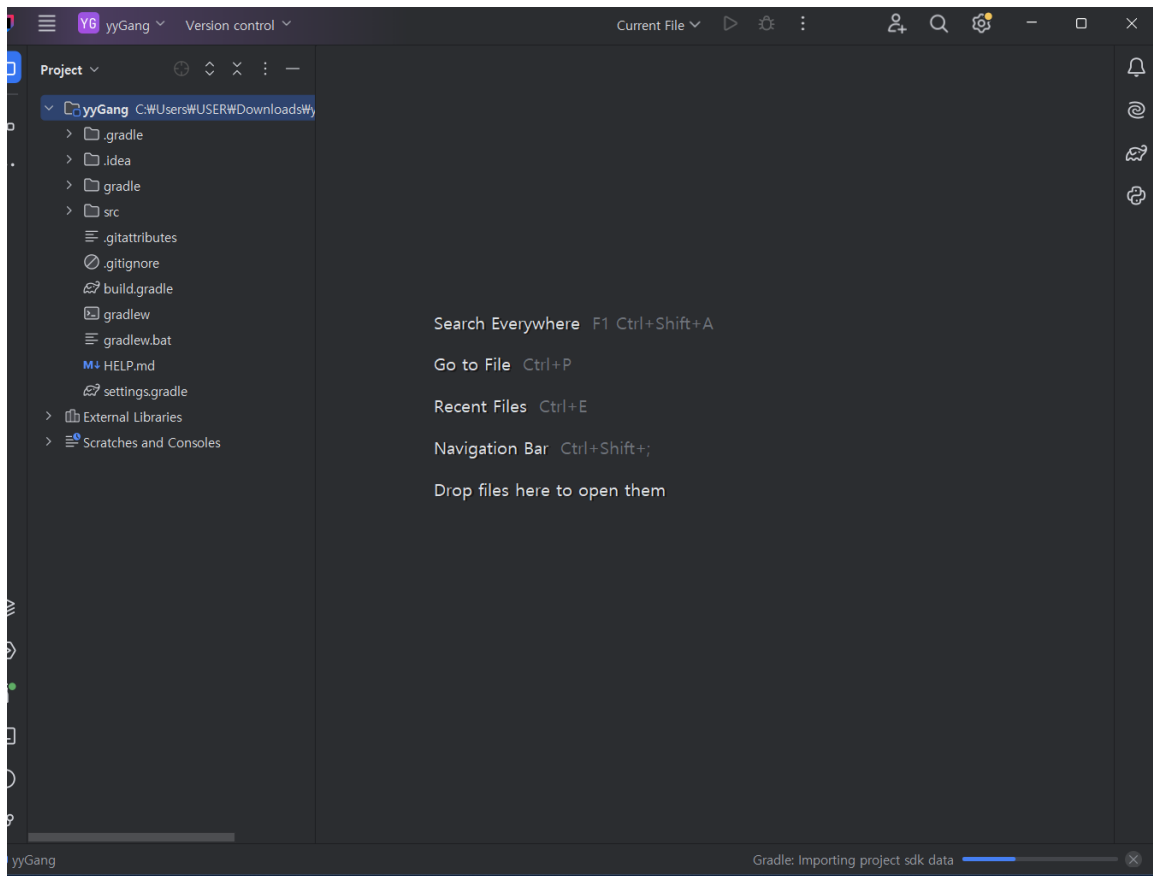 YG yyGang Version control Current File
Project
yyGang C:₩Users₩USER₩Downloads₩y
.gradle
.idea
gradle
src
.gitattributes
.gitignore
build.gradle
gradlew
gradlew.bat
M↓ HELP.md
settings.gradle
External Libraries
Scratches and Consoles
Search Everywhere F1 Ctrl+Shift+A
Go to File Ctrl+P
Recent Files Ctrl+E
Navigation Bar Ctrl+Shift+;
Drop files here to open them
yyGang Gradle: Importing project sdk data